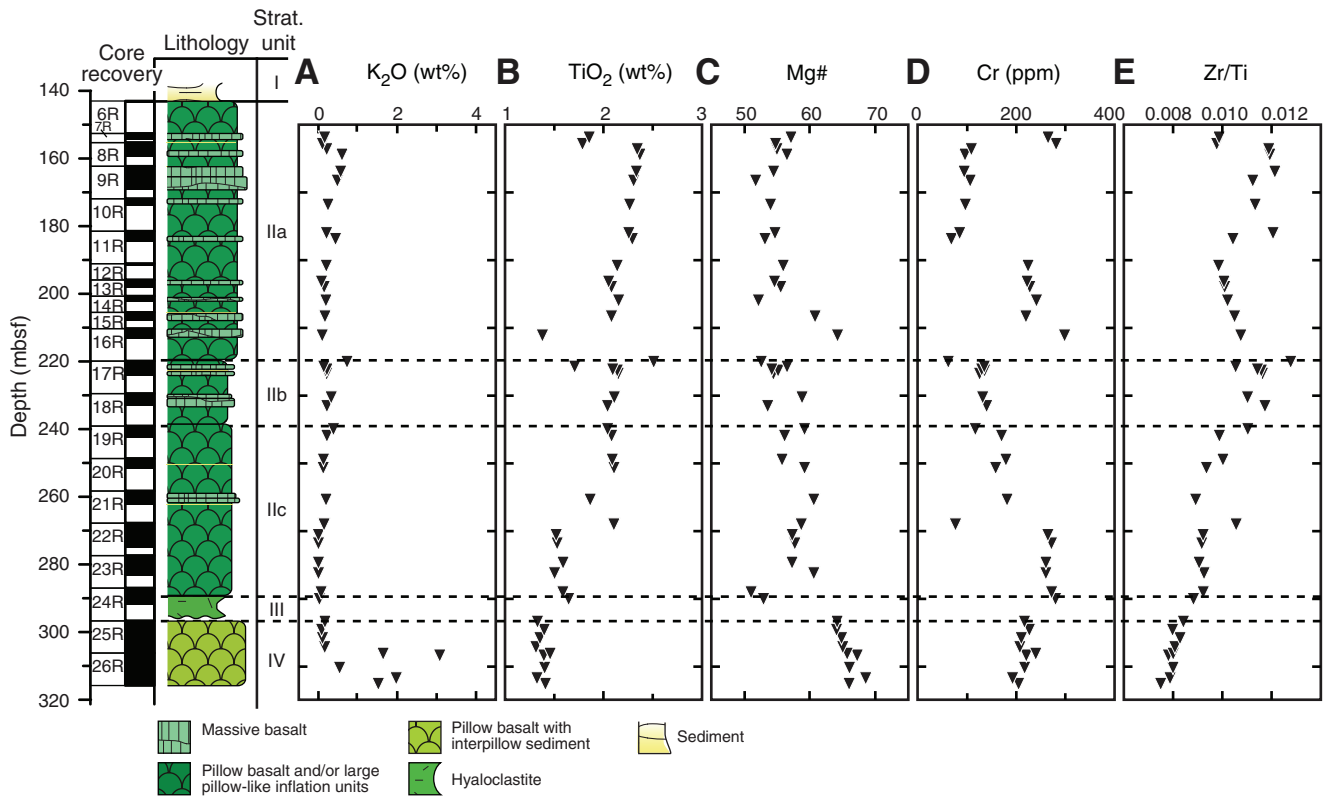 Core
recovery
Lithology
Strat.
unit
A K₂O (wt%)
B TiO₂ (wt%)
C Mg#
D Cr (ppm)
E Zr/Ti
0 2 4
1 2 3
50 60 70
0 200 400
0.008 0.010 0.012
Depth (mbsf)
140
160
180
200
220
240
260
280
300
320
6R
7R
8R
9R
10R
11R
12R
13R
14R
15R
16R
17R
18R
19R
20R
21R
22R
23R
24R
25R
26R
I
IIa
IIb
IIc
III
IV
Massive basalt
Pillow basalt and/or large
pillow-like inflation units
Pillow basalt with
interpillow sediment
Hyaloclastite
Sediment